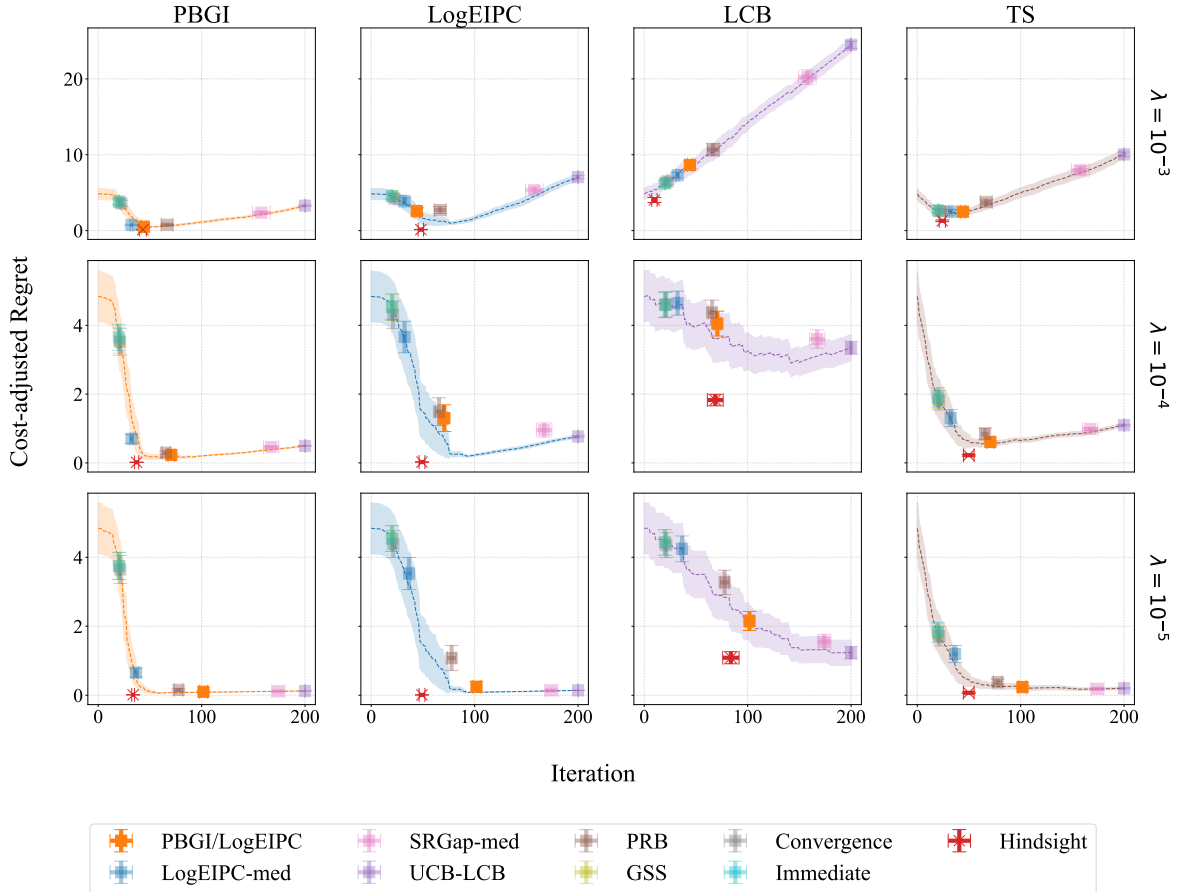 PBGI LogEIPC LCB TS
20
10
0
λ = 10⁻³
Cost-adjusted Regret
4
2
0
λ = 10⁻⁴
4
2
0
λ = 10⁻⁵
0 100 200 0 100 200 0 100 200 0 100 200
Iteration
PBGI/LogEIPC SRGap-med PRB Convergence Hindsight
LogEIPC-med UCB-LCB GSS Immediate